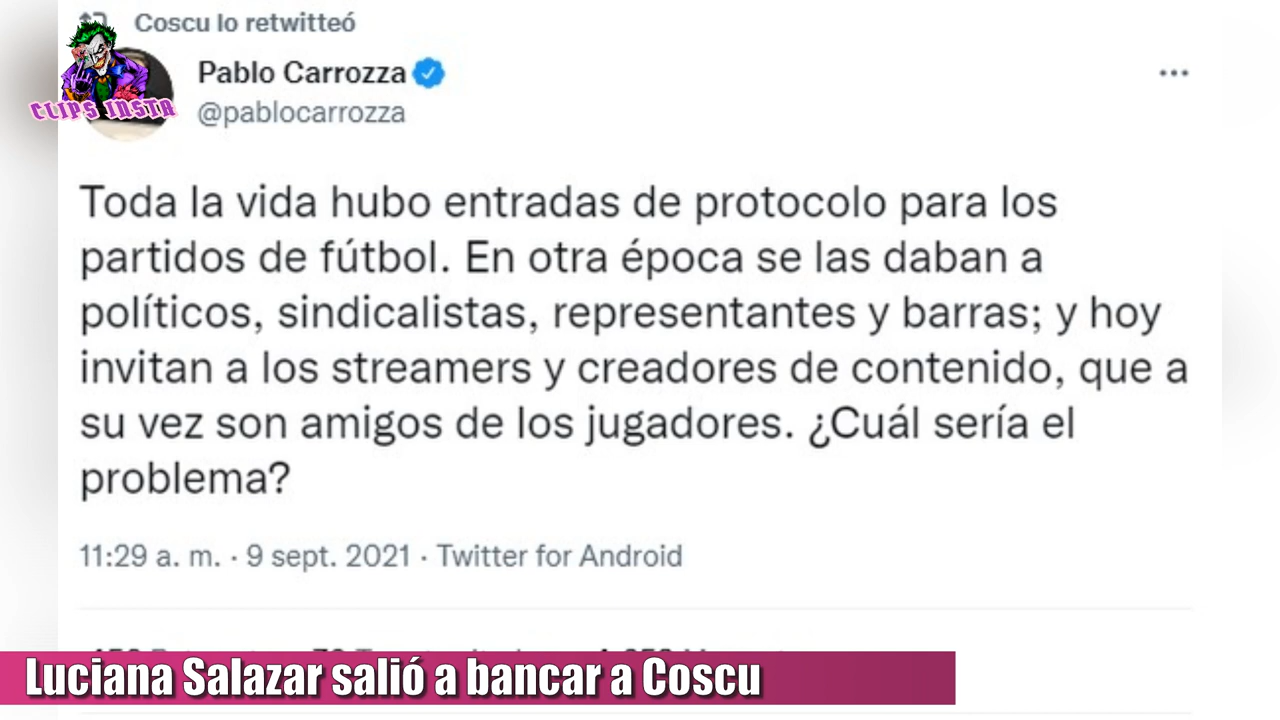 Coscu lo retwitteó
Pablo Carrozza
CLIPS INSTA
@pablocarrozza
Toda la vida hubo entradas de protocolo para los
partidos de fútbol. En otra época se las daban a
políticos, sindicalistas, representantes y barras; y hoy
invitan a los streamers y creadores de contenido, que a
su vez son amigos de los jugadores. ¿Cuál sería el
problema?
11:29 a. m. · 9 sept. 2021 · Twitter for Android
Luciana Salazar salió a bancar a Coscu